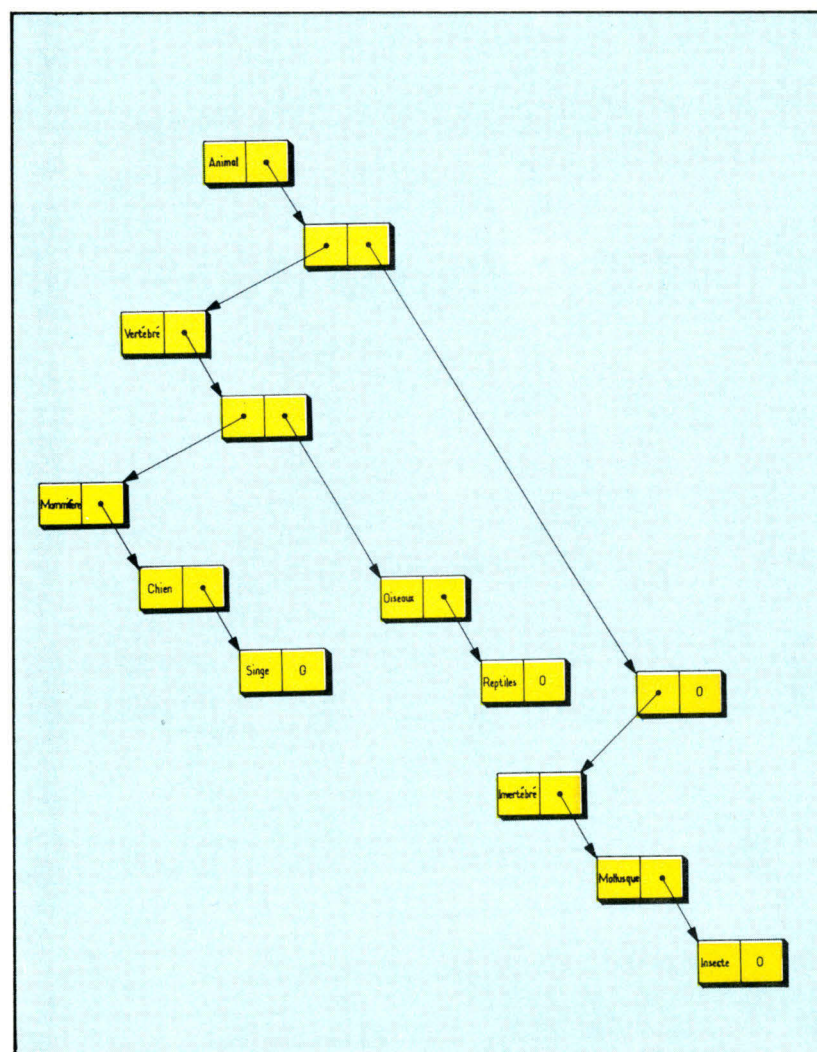 Animal
Vertébré
Mammifère
Chien
Oiseaux
Singe 0
Reptiles 0
0
Invertébré
Mollusque
Insecte 0